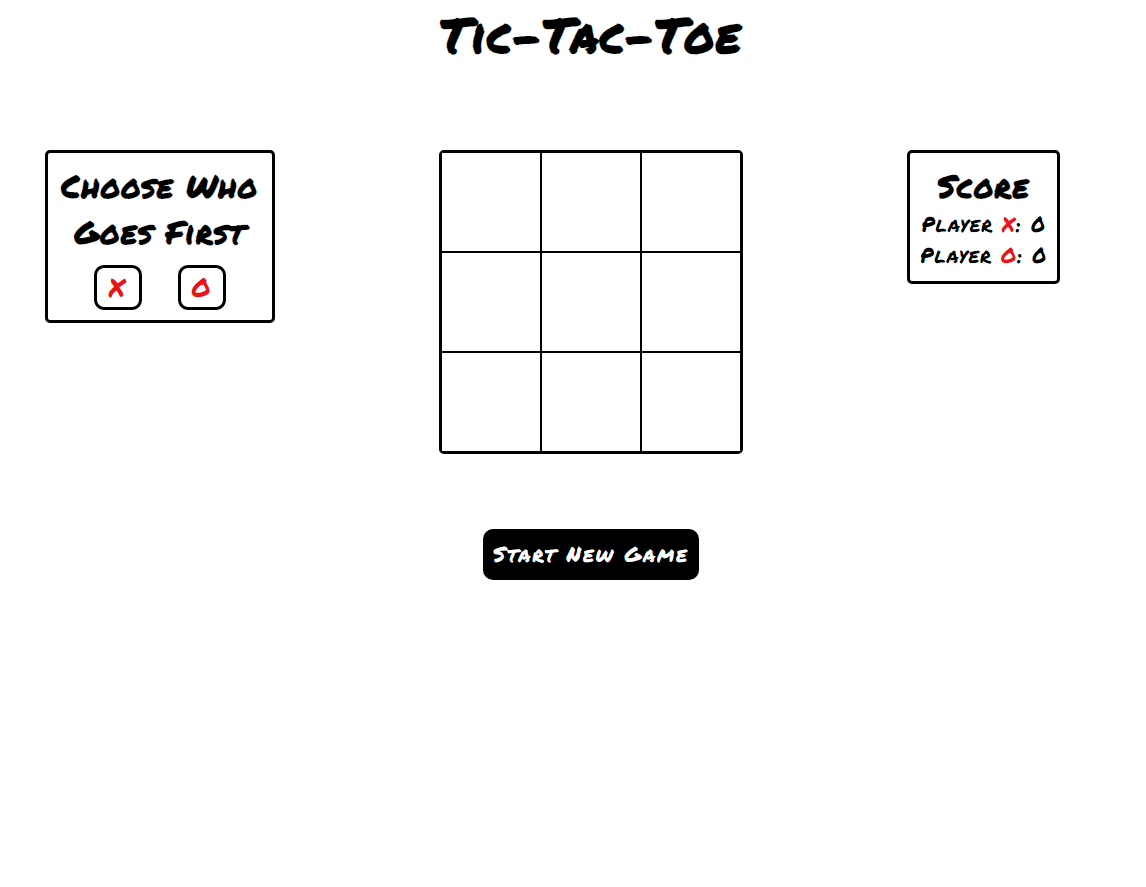 Tic-Tac-Toe
Choose Who
Goes First
X O
Score
Player X: 0
Player O: 0
Start New Game